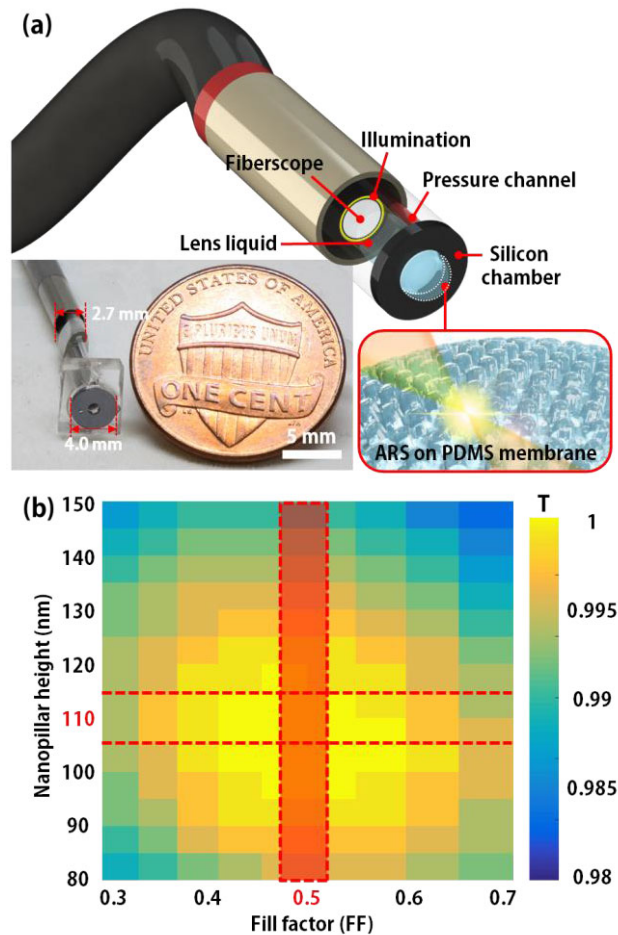 (a)
Illumination
Fiberscope
Pressure channel
Lens liquid
Silicon
chamber
2.7 mm
4.0 mm
UNITED STATES OF AMERICA
E PLURIBUS UNUM
ONE CENT
5 mm
ARS on PDMS membrane
(b)
T
150
140
130
120
110
100
90
80
Nanopillar height (nm)
0.3
0.4
0.5
0.6
0.7
Fill factor (FF)
1
0.995
0.99
0.985
0.98